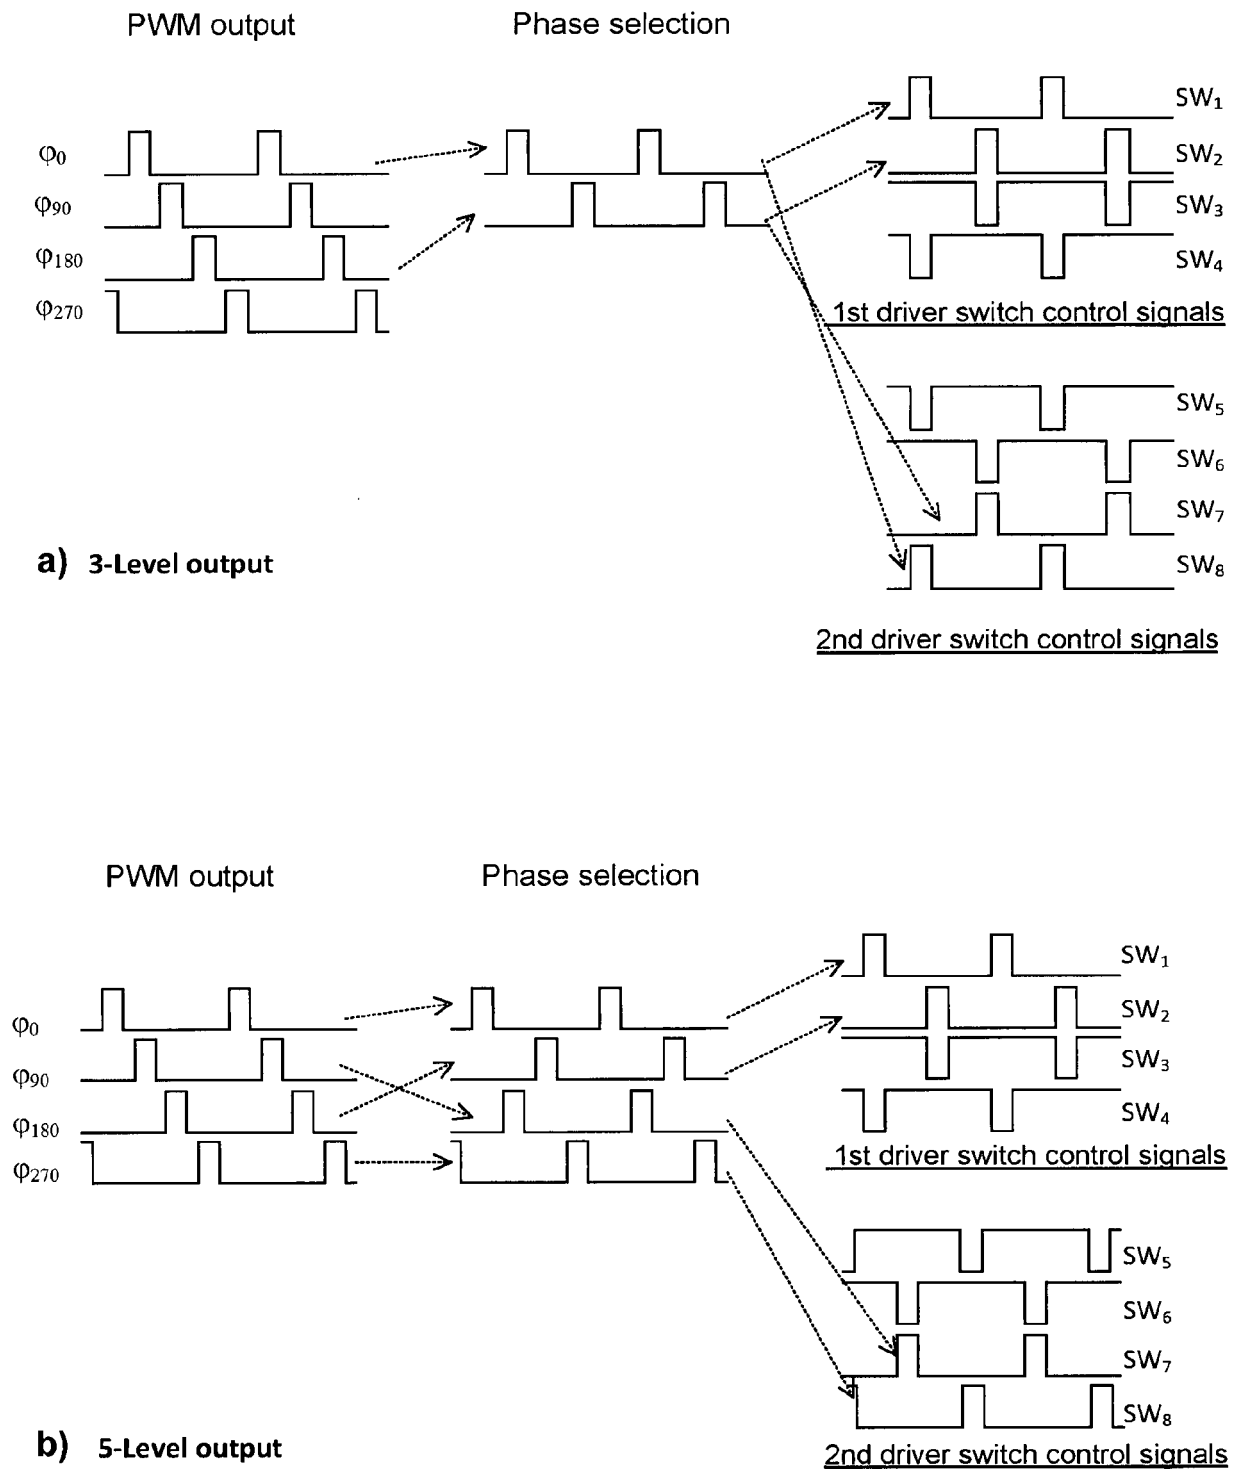 PWM output Phase selection
SW₁
φ₀ SW₂
φ₉₀ SW₃
φ₁₈₀ SW₄
φ₂₇₀ 1st driver switch control signals
SW₅
SW₆
SW₇
a) 3-Level output SW₈
2nd driver switch control signals
PWM output Phase selection
SW₁
φ₀ SW₂
φ₉₀ SW₃
φ₁₈₀ SW₄
φ₂₇₀ 1st driver switch control signals
SW₅
SW₆
SW₇
SW₈
b) 5-Level output 2nd driver switch control signals